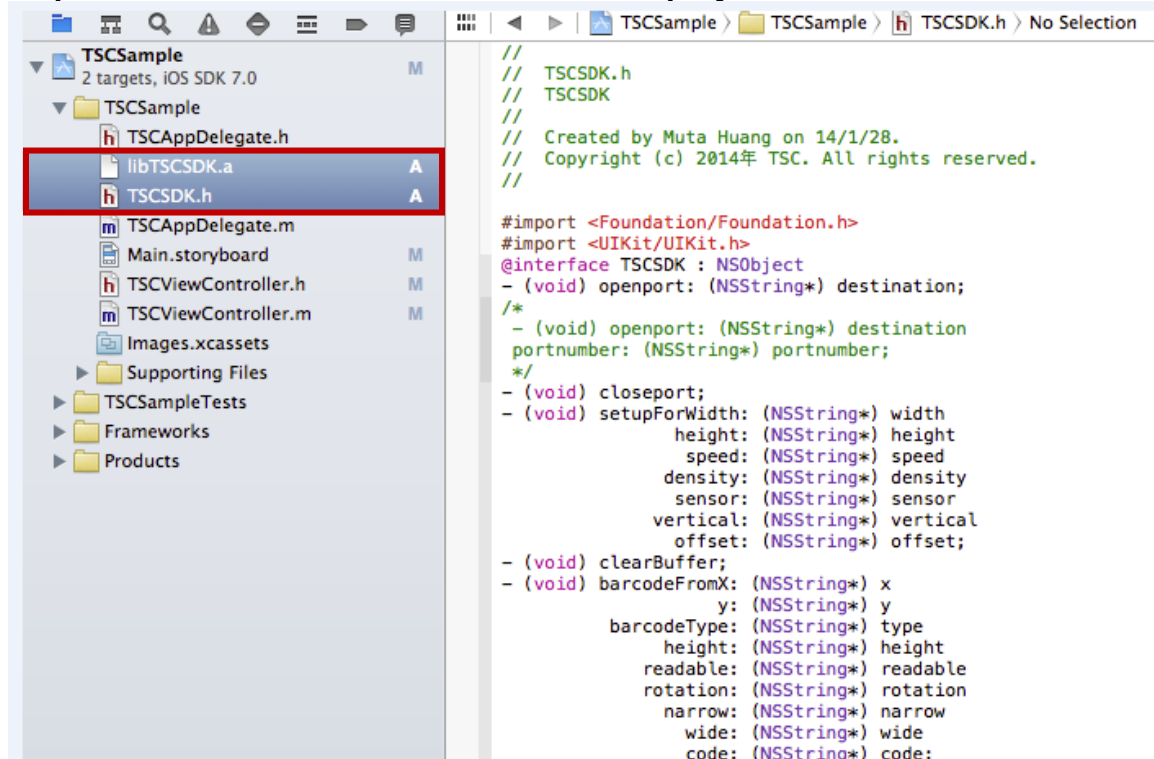 TSCSample
2 targets, iOS SDK 7.0
M
TSCSample
TSCAppDelegate.h
libTSCSDK.a
A
TSCSDK.h
A
TSCAppDelegate.m
Main.storyboard
M
TSCViewController.h
M
TSCViewController.m
M
Images.xcassets
Supporting Files
TSCSampleTests
Frameworks
Products
TSCSample
TSCSample
h TSCSDK.h
No Selection
//
// TSCSDK.h
// TSCSDK
//
// Created by Muta Huang on 14/1/28.
// Copyright (c) 2014年 TSC. All rights reserved.
//
#import <Foundation/Foundation.h>
#import <UIKit/UIKit.h>
@interface TSCSDK : NSObject
- (void) openport: (NSString*) destination;
/*
- (void) openport: (NSString*) destination
portnumber: (NSString*) portnumber;
*/
- (void) closeport;
- (void) setupForWidth: (NSString*) width
height: (NSString*) height
speed: (NSString*) speed
density: (NSString*) density
sensor: (NSString*) sensor
vertical: (NSString*) vertical
offset: (NSString*) offset;
- (void) clearBuffer;
- (void) barcodeFromX: (NSString*) x
y: (NSString*) y
barcodeType: (NSString*) type
height: (NSString*) height
readable: (NSString*) readable
rotation: (NSString*) rotation
narrow: (NSString*) narrow
wide: (NSString*) wide
code: (NSString*) code;